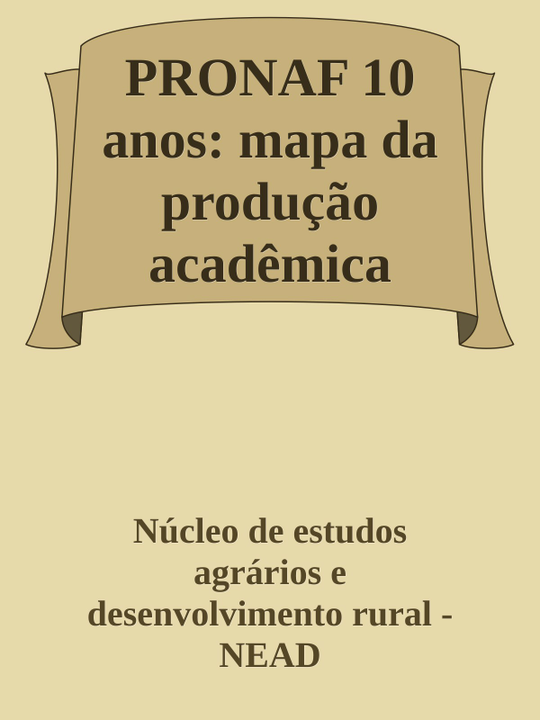 PRONAF 10
anos: mapa da
produção
acadêmica
Núcleo de estudos
agrários e
desenvolvimento rural -
NEAD